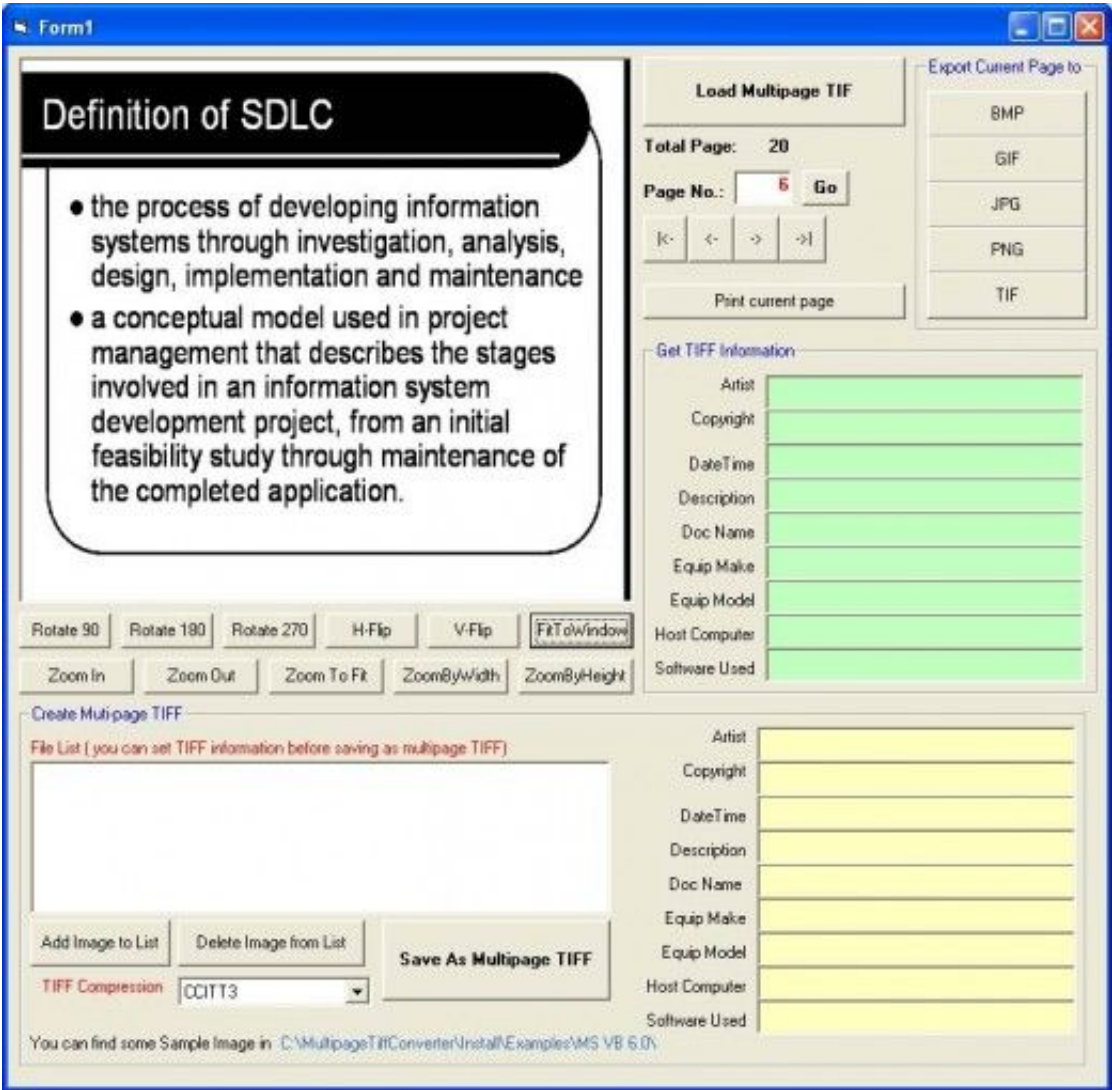 Form1
Definition of SDLC
● the process of developing information
systems through investigation, analysis,
design, implementation and maintenance
● a conceptual model used in project
management that describes the stages
involved in an information system
development project, from an initial
feasibility study through maintenance of
the completed application.
Load Multipage TIF
Total Page: 20
Page No.: 6 Go
|<- <- -> ->|
Print current page
Export Current Page to
BMP
GIF
JPG
PNG
TIF
Get TIFF Information
Artist
Copyright
DateTime
Description
Doc Name
Equip Make
Equip Model
Host Computer
Software Used
Rotate 90 Rotate 180 Rotate 270 H-Flip V-Flip FitToWindow
Zoom In Zoom Out Zoom To Fit ZoomByWidth ZoomByHeight
Create Muti-page TIFF
File List ( you can set TIFF information before saving as multipage TIFF)
Add Image to List Delete Image from List
Save As Multipage TIFF
TIFF Compression CCITT3
Artist
Copyright
DateTime
Description
Doc Name
Equip Make
Equip Model
Host Computer
Software Used
You can find some Sample Image in C:\MultipageTiffConverter\Install\Examples\MS VB 6.0\